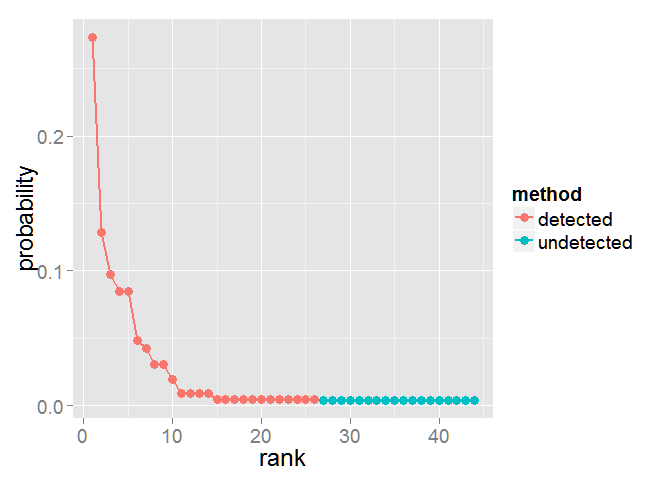 probability
0.2
0.1
0.0
0 10 20 30 40
rank
method
detected
undetected